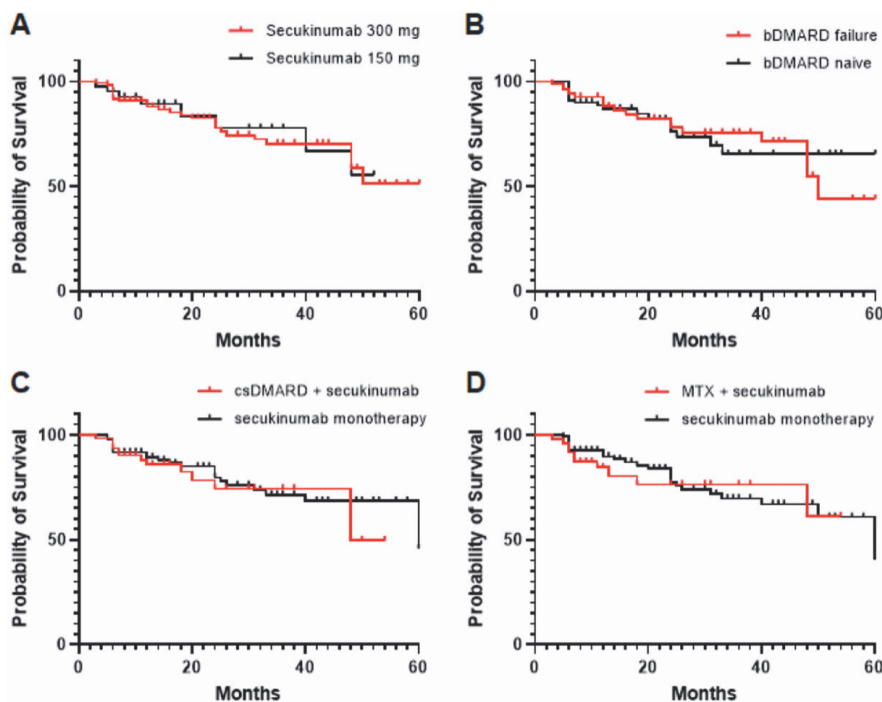 A
Secukinumab 300 mg
Secukinumab 150 mg
Probability of Survival
100
50
0
0 20 40 60
Months
B
bDMARD failure
bDMARD naive
Probability of Survival
100
50
0
0 20 40 60
Months
C
csDMARD + secukinumab
secukinumab monotherapy
Probability of Survival
100
50
0
0 20 40 60
Months
D
MTX + secukinumab
secukinumab monotherapy
Probability of Survival
100
50
0
0 20 40 60
Months